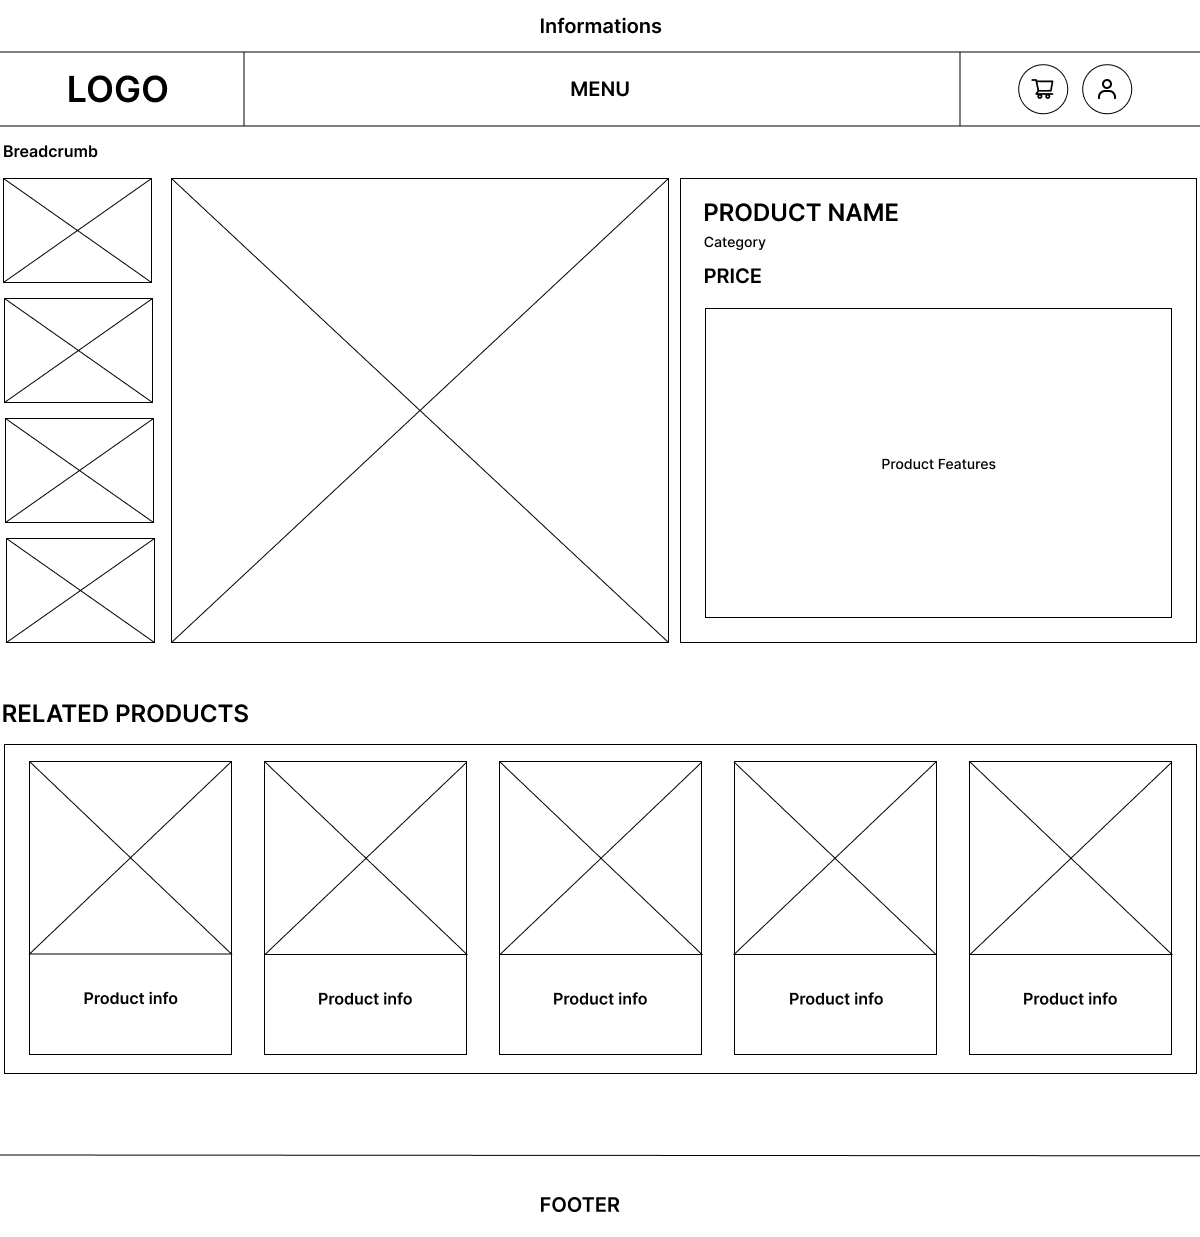 Informations
LOGO
MENU
Breadcrumb
PRODUCT NAME
Category
PRICE
Product Features
RELATED PRODUCTS
Product info
Product info
Product info
Product info
Product info
FOOTER